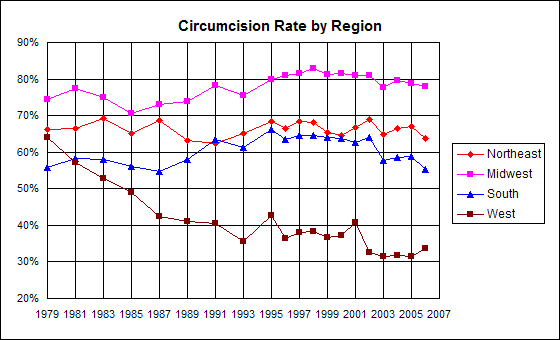 Circumcision Rate by Region
90%
80%
70%
60%
50%
40%
30%
20%
1979 1981 1983 1985 1987 1989 1991 1993 1995 1997 1999 2001 2003 2005 2007
Northeast
Midwest
South
West